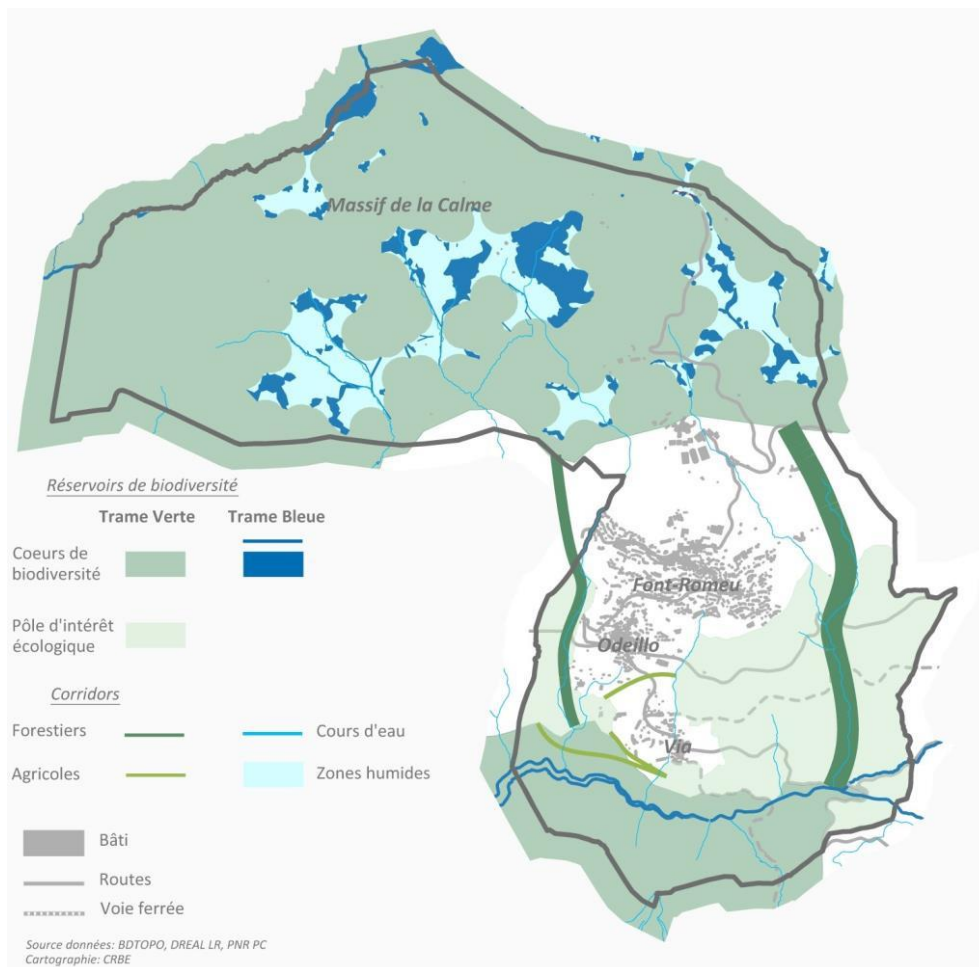 Massif de la Calme
Font-Romeu
Odeillo
Via
Réservoirs de biodiversité
Trame Verte Trame Bleue
Coeurs de
biodiversité
Pôle d'intérêt
écologique
Corridors
Forestiers Cours d'eau
Agricoles Zones humides
Bâti
Routes
Voie ferrée
Source données: BDTOPO, DREAL LR, PNR PC
Cartographie: CRBE